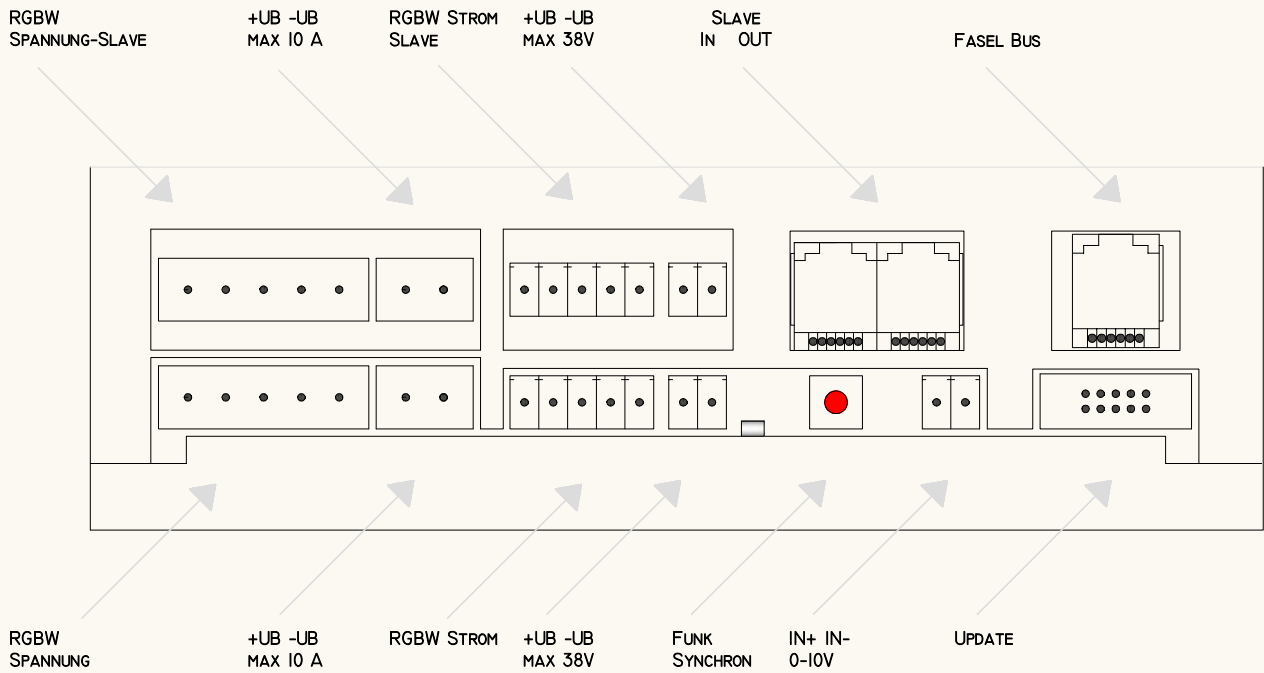 RGBW
Spannung-Slave
+UB -UB
max 10 A
RGBW Strom
Slave
+UB -UB
max 38V
Slave
In OUT
Fasel Bus
RGBW
Spannung
+UB -UB
max 10 A
RGBW Strom
+UB -UB
max 38V
Funk
Synchron
IN+ IN-
0-10V
Update